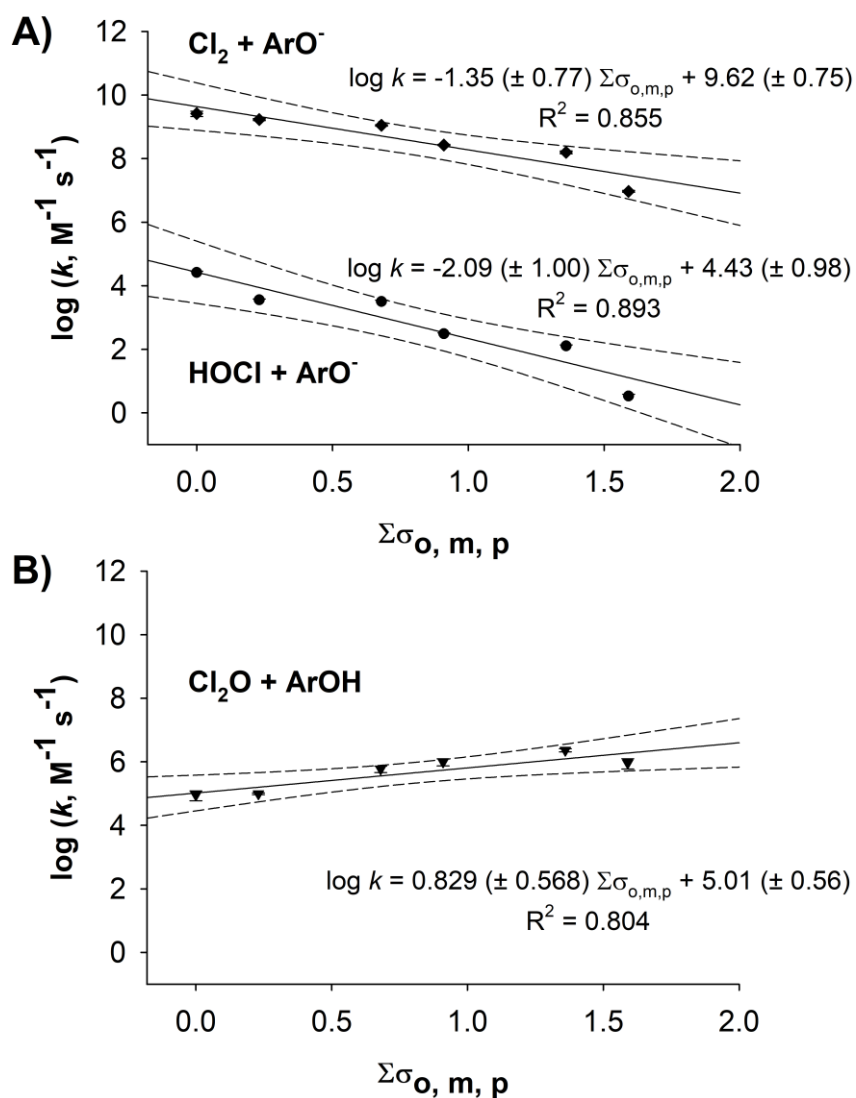 A)
Cl₂ + ArO⁻
log k = -1.35 (± 0.77) Σσo,m,p + 9.62 (± 0.75)
R² = 0.855
log k = -2.09 (± 1.00) Σσo,m,p + 4.43 (± 0.98)
R² = 0.893
HOCl + ArO⁻
log (k, M⁻¹ s⁻¹)
12
10
8
6
4
2
0
0.0 0.5 1.0 1.5 2.0
Σσo, m, p
B)
Cl₂O + ArOH
log k = 0.829 (± 0.568) Σσo,m,p + 5.01 (± 0.56)
R² = 0.804
log (k, M⁻¹ s⁻¹)
12
10
8
6
4
2
0
0.0 0.5 1.0 1.5 2.0
Σσo, m, p